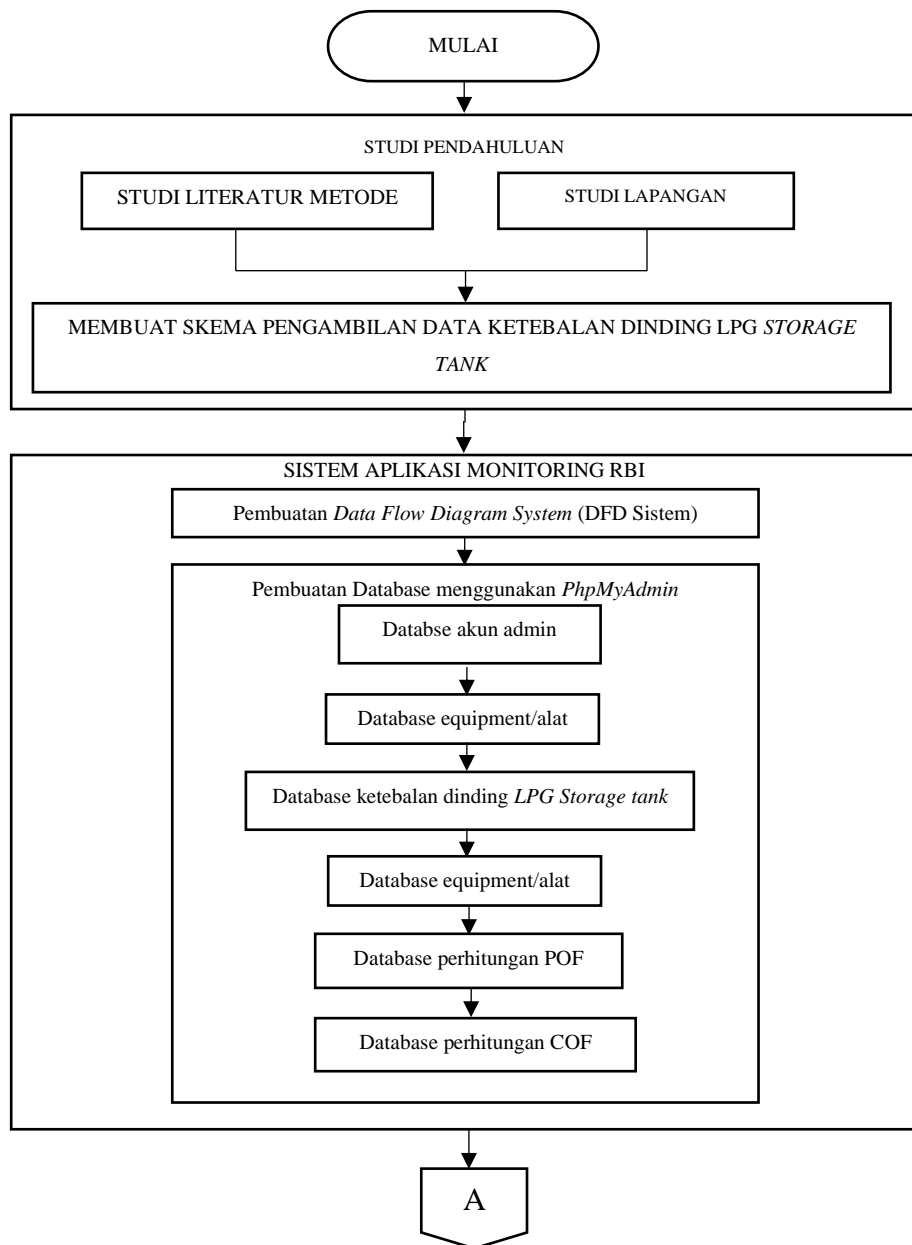 MULAI
STUDI PENDAHULUAN
STUDI LITERATUR METODE
STUDI LAPANGAN
MEMBUAT SKEMA PENGAMBILAN DATA KETEBALAN DINDING LPG STORAGE
TANK
SISTEM APLIKASI MONITORING RBI
Pembuatan Data Flow Diagram System (DFD Sistem)
Pembuatan Database menggunakan PhpMyAdmin
Databse akun admin
Database equipment/alat
Database ketebalan dinding LPG Storage tank
Database equipment/alat
Database perhitungan POF
Database perhitungan COF
A